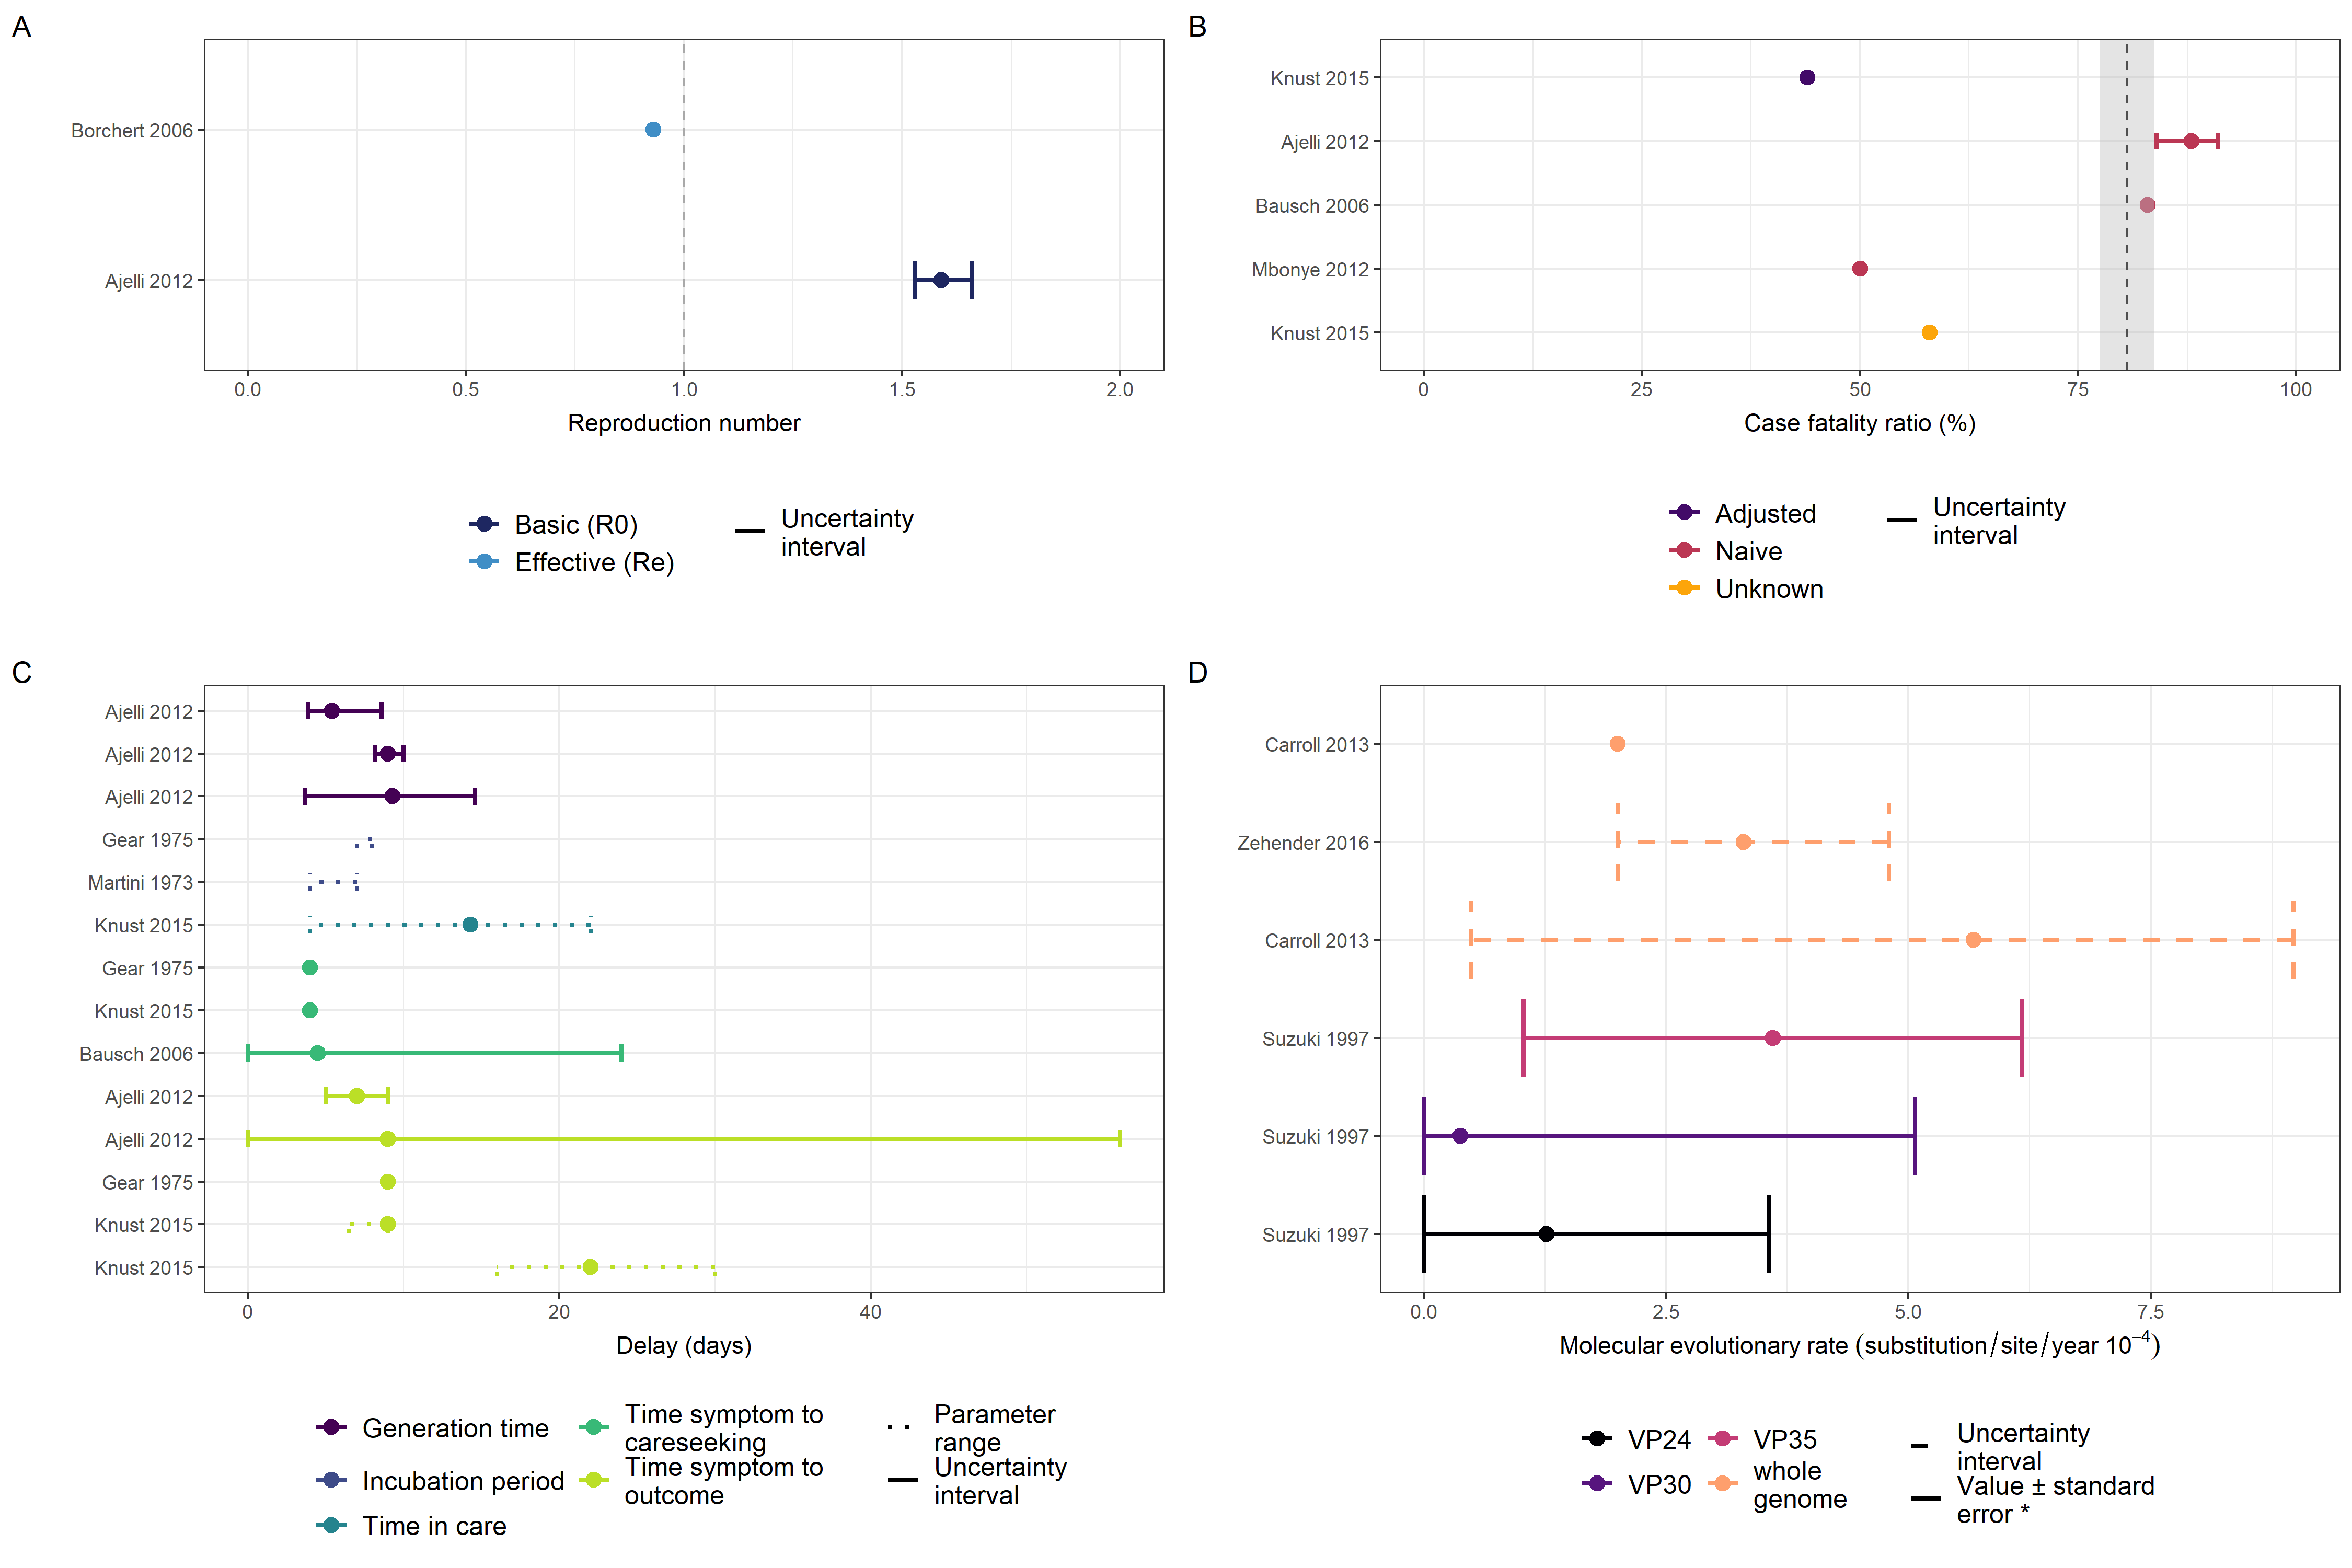 A
Borchert 2006
Ajelli 2012
0.0 0.5 1.0 1.5 2.0
Reproduction number
Basic (R0)
Effective (Re)
Uncertainty
interval
B
Knust 2015
Ajelli 2012
Bausch 2006
Mbonye 2012
Knust 2015
0 25 50 75 100
Case fatality ratio (%)
Adjusted
Naive
Unknown
Uncertainty
interval
C
Ajelli 2012
Ajelli 2012
Ajelli 2012
Gear 1975
Martini 1973
Knust 2015
Gear 1975
Knust 2015
Bausch 2006
Ajelli 2012
Ajelli 2012
Gear 1975
Knust 2015
Knust 2015
0 20 40
Delay (days)
Generation time
Incubation period
Time in care
Time symptom to
careseeking
Time symptom to
outcome
Parameter
range
Uncertainty
interval
D
Carroll 2013
Zehender 2016
Carroll 2013
Suzuki 1997
Suzuki 1997
Suzuki 1997
0.0 2.5 5.0 7.5
Molecular evolutionary rate (substitution/site/year 10⁻⁴)
VP24
VP30
VP35
whole
genome
Uncertainty
interval
Value ± standard
error *